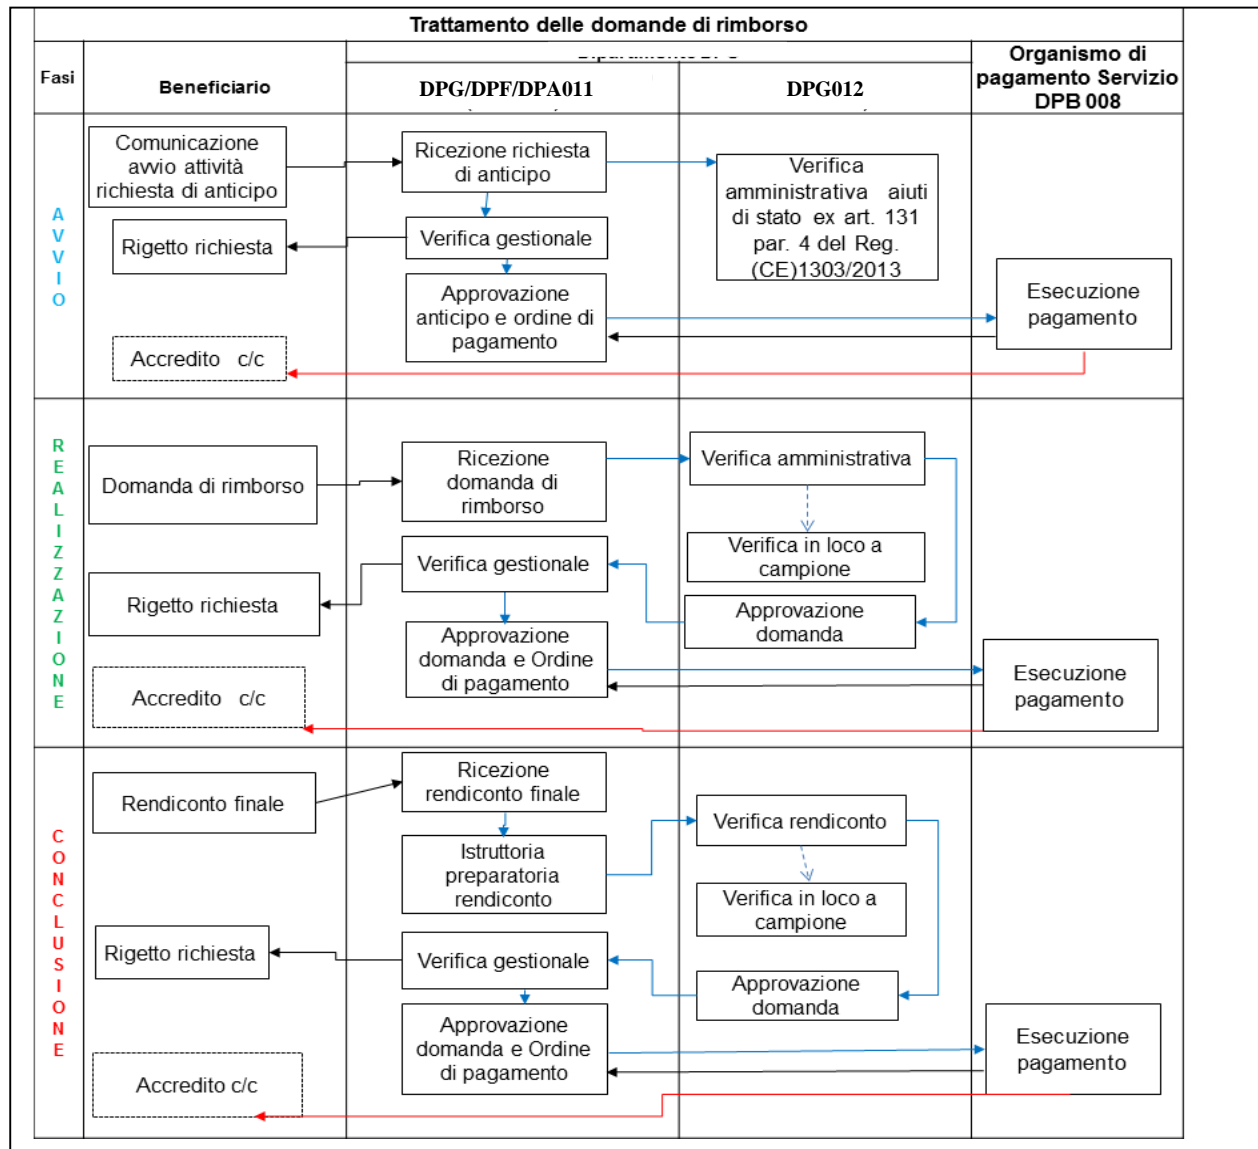 Trattamento delle domande di rimborso
Fasi
Beneficiario
DPG/DPF/DPA011
DPG012
Organismo di
pagamento Servizio
DPB 008
AVVIO
Comunicazione
avvio attività
richiesta di anticipo
Ricezione richiesta
di anticipo
Verifica
amministrativa aiuti
di stato ex art. 131
par. 4 del Reg.
(CE)1303/2013
Rigetto richiesta
Verifica gestionale
Approvazione
anticipo e ordine di
pagamento
Esecuzione
pagamento
Accredito c/c
REALIZZAZIONE
Domanda di rimborso
Ricezione
domanda di
rimborso
Verifica amministrativa
Verifica in loco a
campione
Verifica gestionale
Rigetto richiesta
Approvazione
domanda
Approvazione
domanda e Ordine
di pagamento
Esecuzione
pagamento
Accredito c/c
CONCLUSIONE
Rendiconto finale
Ricezione
rendiconto finale
Istruttoria
preparatoria
rendiconto
Verifica rendiconto
Verifica in loco a
campione
Rigetto richiesta
Verifica gestionale
Approvazione
domanda
Approvazione
domanda e Ordine
di pagamento
Esecuzione
pagamento
Accredito c/c